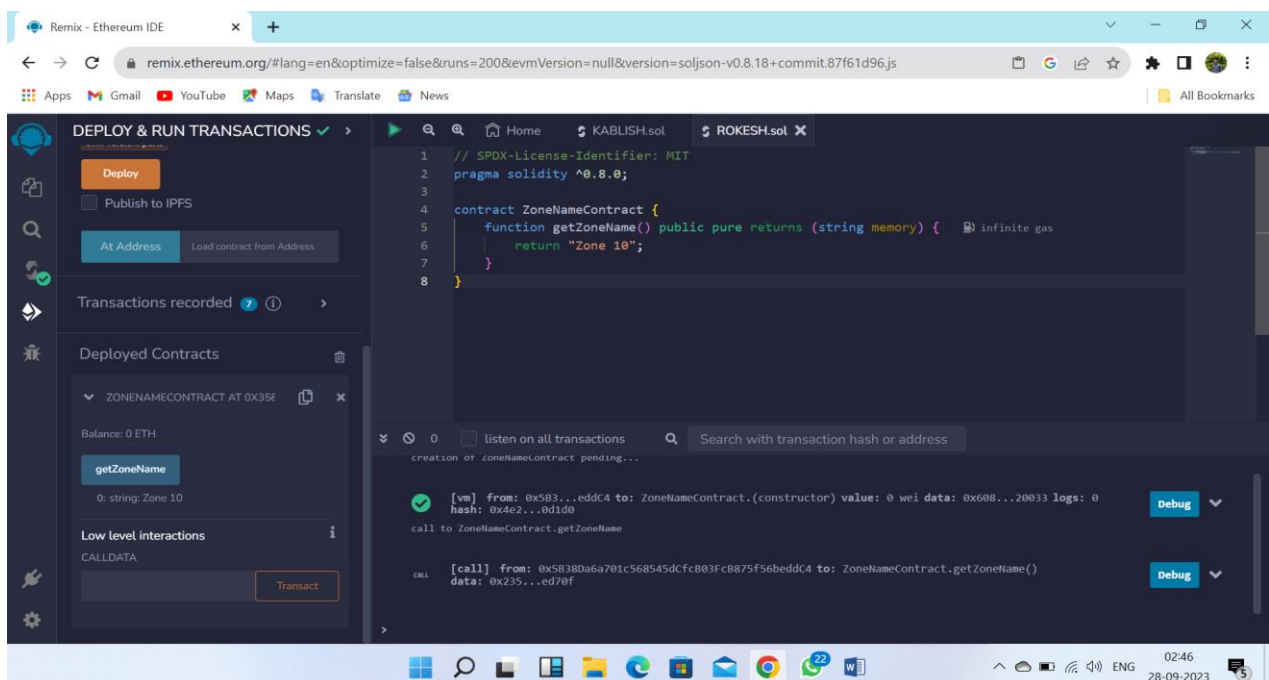 Remix - Ethereum IDE
remix.ethereum.org/#lang=en&optimize=false&runs=200&evmVersion=null&version=soljson-v0.8.18+commit.87f61d96.js
Apps Gmail YouTube Maps Translate News All Bookmarks
DEPLOY & RUN TRANSACTIONS
Home KABLISH.sol ROKESH.sol
Deploy
Publish to IPFS
At Address Load contract from Address
Transactions recorded 7 i
Deployed Contracts
ZONENAMECONTRACT AT 0X358
Balance: 0 ETH
getZoneName
0: string: Zone 10
Low level interactions i
CALLDATA
Transact
1 // SPDX-License-Identifier: MIT
2 pragma solidity ^0.8.0;
3
4 contract ZoneNameContract {
5 function getZoneName() public pure returns (string memory) { infinite gas
6 return "Zone 10";
7 }
8 }
0 listen on all transactions Search with transaction hash or address
creation of ZoneNameContract pending...
[vm] from: 0x5B3...eddC4 to: ZoneNameContract.(constructor) value: 0 wei data: 0x608...20033 logs: 0
hash: 0x4e2...0d1d0
Debug
call to ZoneNameContract.getZoneName
CALL [call] from: 0x5B38Da6a701c568545dCfcB03FcB875f56beddC4 to: ZoneNameContract.getZoneName()
data: 0x235...ed70f
Debug
>
22
ENG
02:46
28-09-2023
5